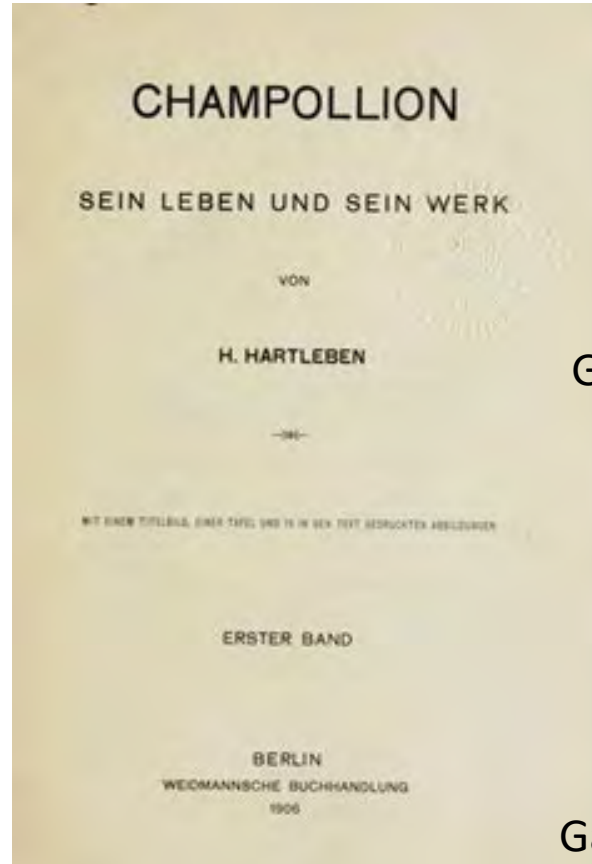 CHAMPOLLION
SEIN LEBEN UND SEIN WERK
VON
H. HARTLEBEN
G
MIT EINEM TITELBILD, EINER TAFEL UND IN DEN TEXT GEDRUCKTEN ABBILDUNGEN
ERSTER BAND
BERLIN
WEIDMANNSCHE BUCHHANDLUNG
1906
Ga